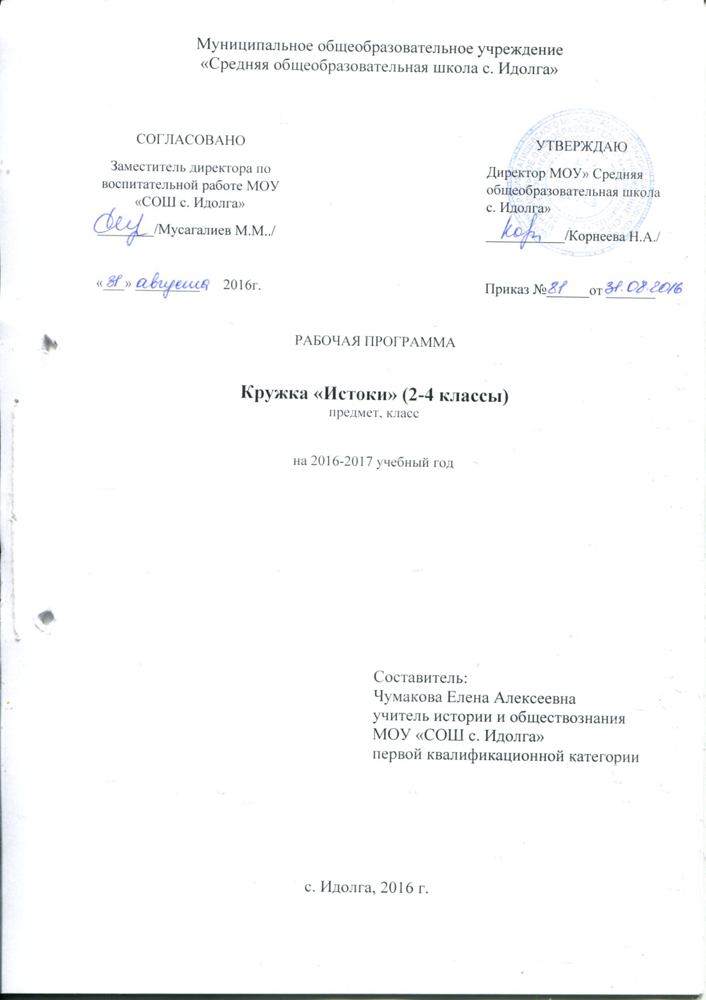 Муниципальное общеобразовательное учреждение
«Средняя общеобразовательная школа с. Идолга»
СОГЛАСОВАНО
Заместитель директора по
воспитательной работе МОУ
«СОШ с. Идолга»
__________/Мусагалиев М.М../
«31» августа 2016г.
УТВЕРЖДАЮ
Директор МОУ» Средняя
общеобразовательная школа
с. Идолга»
__________/Корнеева Н.А./
Приказ №81 от 31.08.2016
РАБОЧАЯ ПРОГРАММА
Кружка «Истоки» (2-4 классы)
предмет, класс
на 2016-2017 учебный год
Составитель:
Чумакова Елена Алексеевна
учитель истории и обществознания
МОУ «СОШ с. Идолга»
первой квалификационной категории
с. Идолга, 2016 г.